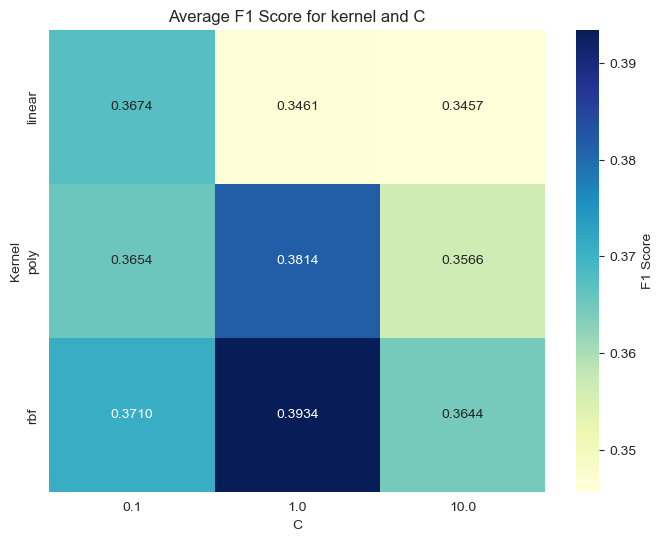 Average F1 Score for kernel and C
linear
0.3674
0.3461
0.3457
Kernel
poly
0.3654
0.3814
0.3566
rbf
0.3710
0.3934
0.3644
0.1
1.0
10.0
C
0.39
0.38
0.37
0.36
0.35
F1 Score